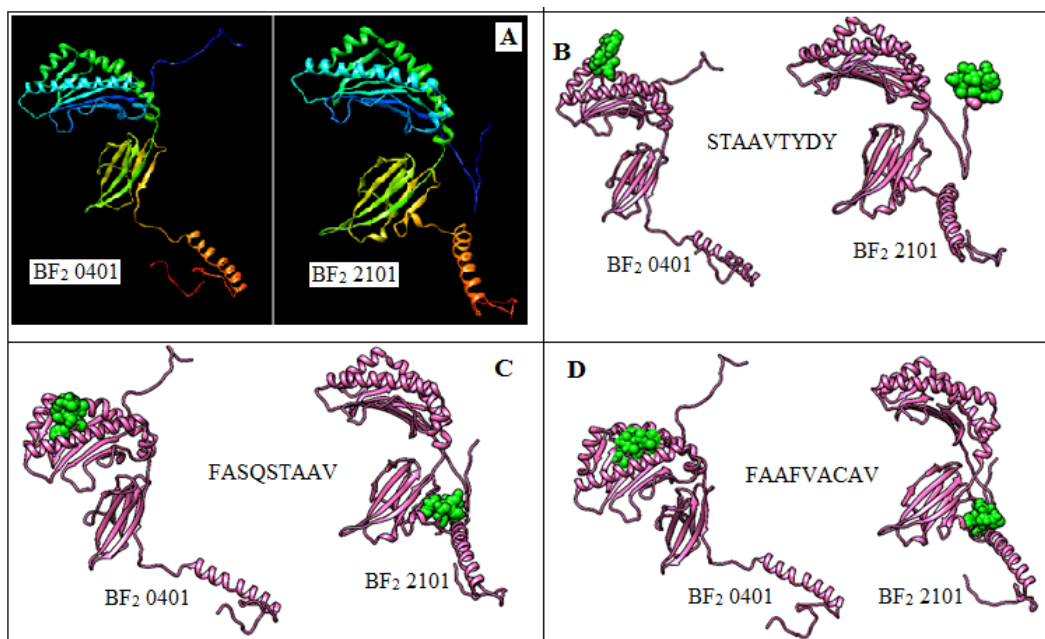 A
BF2 0401
BF2 2101
B
STAAVTYDY
BF2 0401
BF2 2101
C
FASQSTAAV
BF2 0401
BF2 2101
D
FAAFVACAV
BF2 0401
BF2 2101